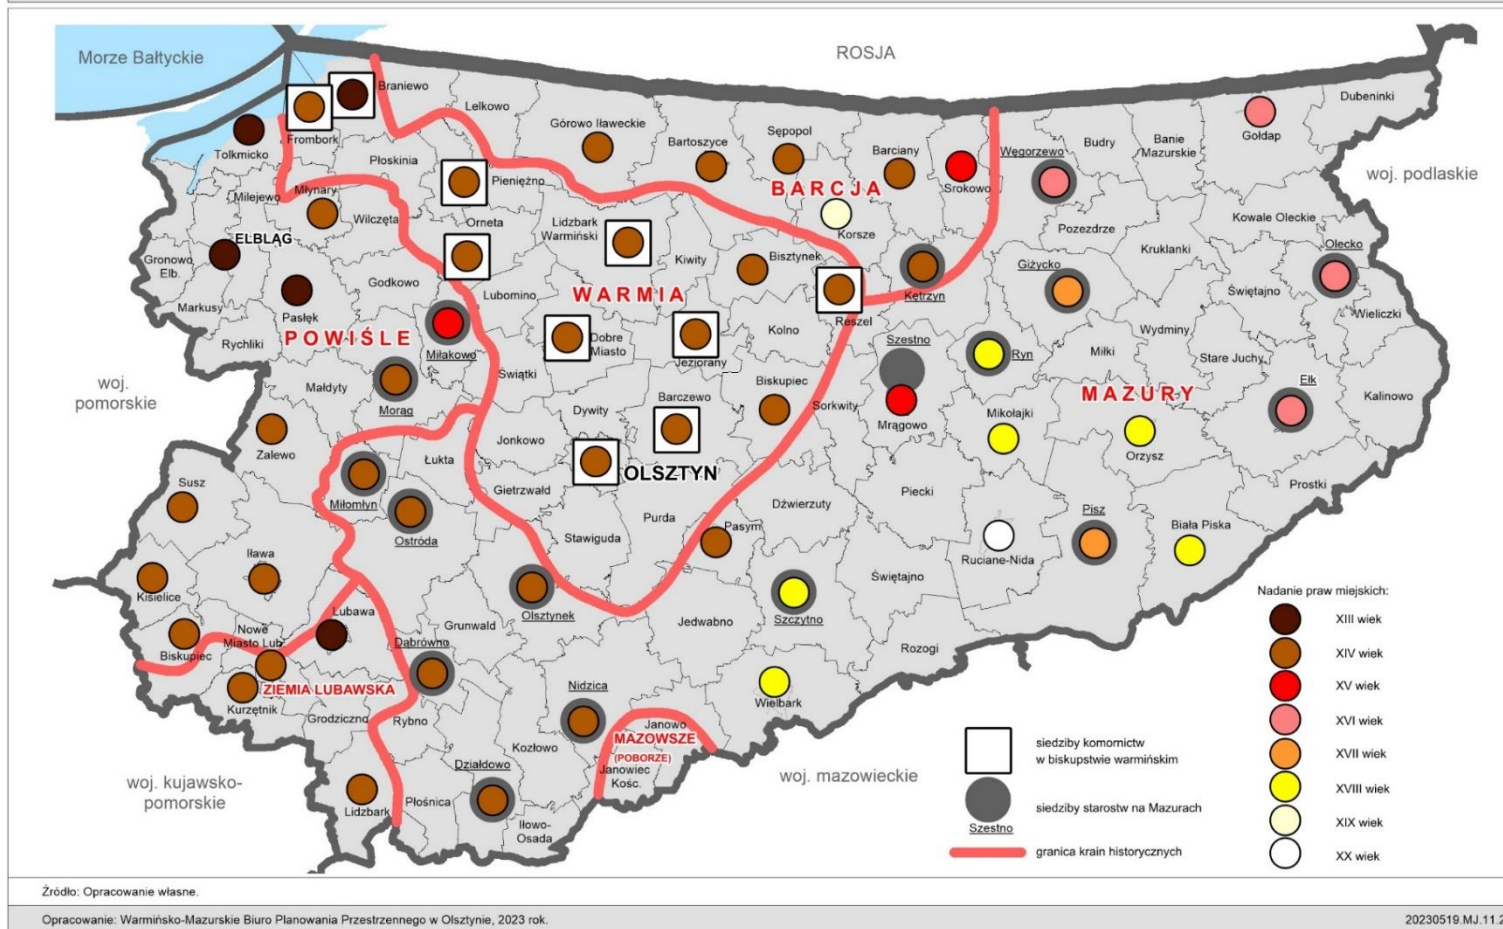 Morze Bałtyckie
ROSJA
Braniewo
Lelkowo
Dubeninki
Frombork
Górowo Iławeckie
Bartoszyce
Sępopol
Barciany
Gołdap
Tolkmicko
Płoskinia
Srokowo
Węgorzewo
Budry
Banie
Mazurskie
Pieniężno
woj. podlaskie
Milejewo
Młynary
BARCJA
Wilczęta
Orneta
Lidzbark
Warmiński
Korsze
Pozezdrze
Kowale Oleckie
ELBLĄG
Kruklanki
Olecko
Gronowo
Elb.
Kiwity
Bisztynek
Giżycko
Godkowo
Lubomino
WARMIA
Kętrzyn
Świętajno
Markusy
Pasłęk
Reszel
Wieliczki
Rychliki
POWIŚLE
Miłakowo
Dobre
Miasto
Jeziorany
Kolno
Szestno
Ryn
Wydminy
Miłki
Stare Juchy
woj.
pomorskie
Małdyty
Morąg
Świątki
Biskupiec
Sorkwity
MAZURY
Ełk
Kalinowo
Dywity
Barczewo
Mrągowo
Mikołajki
Zalewo
Jonkowo
Orzysz
Łukta
OLSZTYN
Susz
Miłomłyn
Gietrzwałd
Piecki
Prostki
Ostróda
Purda
Dźwierzuty
Pisz
Stawiguda
Pasym
Biała Piska
Iława
Ruciane-Nida
Kisielice
Świętajno
Lubawa
Olsztynek
Szczytno
Nadanie praw miejskich:
Nowe
Miasto Lub.
Grunwald
Jedwabno
XIII wiek
Biskupiec
Dąbrówno
Rozogi
XIV wiek
ZIEMIA LUBAWSKA
Nidzica
Wielbark
XV wiek
Kurzętnik
Grodziczno
Rybno
Janowo
XVI wiek
MAZOWSZE
(POBORZE)
Kozłowo
siedziby komornictw
w biskupstwie warmińskim
XVII wiek
woj. kujawsko-
pomorskie
Działdowo
Janowiec
Kośc.
woj. mazowieckie
XVIII wiek
Lidzbark
Płośnica
siedziby starostw na Mazurach
Szestno
XIX wiek
Iłowo-
Osada
granica krain historycznych
XX wiek
Źródło: Opracowanie własne.
Opracowanie: Warmińsko-Mazurskie Biuro Planowania Przestrzennego w Olsztynie, 2023 rok.
20230519.MJ.11.2